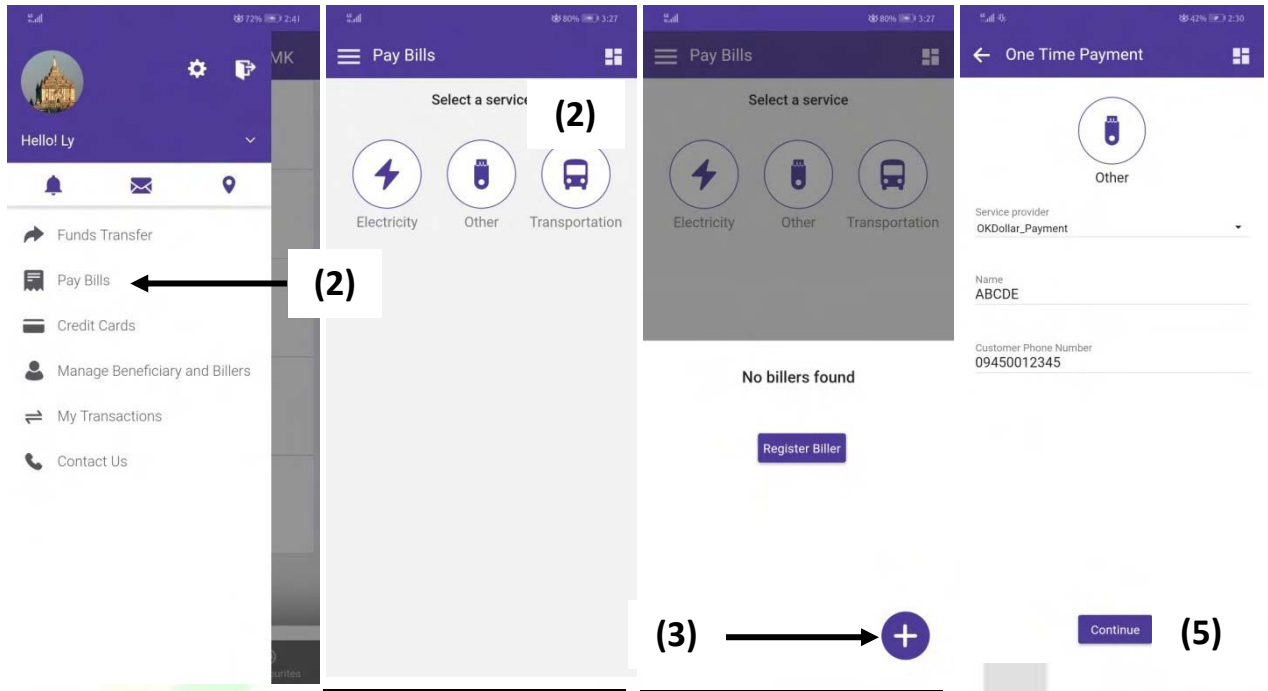 72% 2:41
MK
Hello! Ly
Funds Transfer
Pay Bills
Credit Cards
Manage Beneficiary and Billers
My Transactions
Contact Us
(2)
80% 3:27
Pay Bills
Select a service
(2)
Electricity
Other
Transportation
80% 3:27
Pay Bills
Select a service
Electricity
Other
Transportation
No billers found
Register Biller
(3)
42% 2:30
One Time Payment
Other
Service provider
OKDollar_Payment
Name
ABCDE
Customer Phone Number
09450012345
Continue
(5)